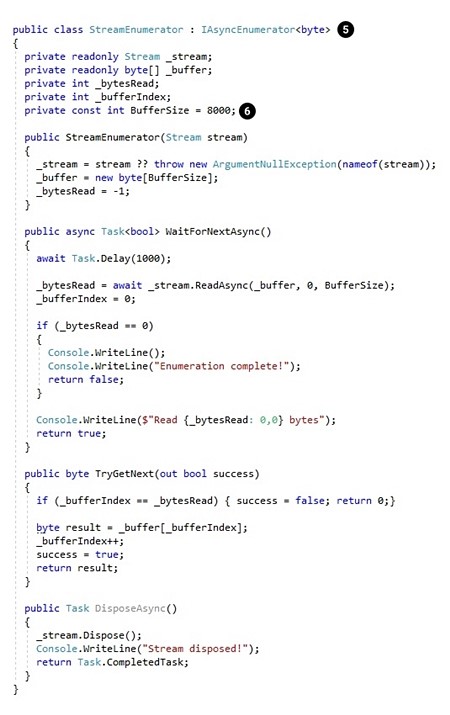 public class StreamEnumerator : IAsyncEnumerator<byte> 5
{
private readonly Stream _stream;
private readonly byte[] _buffer;
private int _bytesRead;
private int _bufferIndex;
private const int BufferSize = 8000; 6
public StreamEnumerator(Stream stream)
{
_stream = stream ?? throw new ArgumentNullException(nameof(stream));
_buffer = new byte[BufferSize];
_bytesRead = -1;
}
public async Task<bool> WaitForNextAsync()
{
await Task.Delay(1000);
_bytesRead = await _stream.ReadAsync(_buffer, 0, BufferSize);
_bufferIndex = 0;
if (_bytesRead == 0)
{
Console.WriteLine();
Console.WriteLine("Enumeration complete!");
return false;
}
Console.WriteLine($"Read {_bytesRead: 0,0} bytes");
return true;
}
public byte TryGetNext(out bool success)
{
if (_bufferIndex == _bytesRead) { success = false; return 0;}
byte result = _buffer[_bufferIndex];
_bufferIndex++;
success = true;
return result;
}
public Task DisposeAsync()
{
_stream.Dispose();
Console.WriteLine("Stream disposed!");
return Task.CompletedTask;
}
}